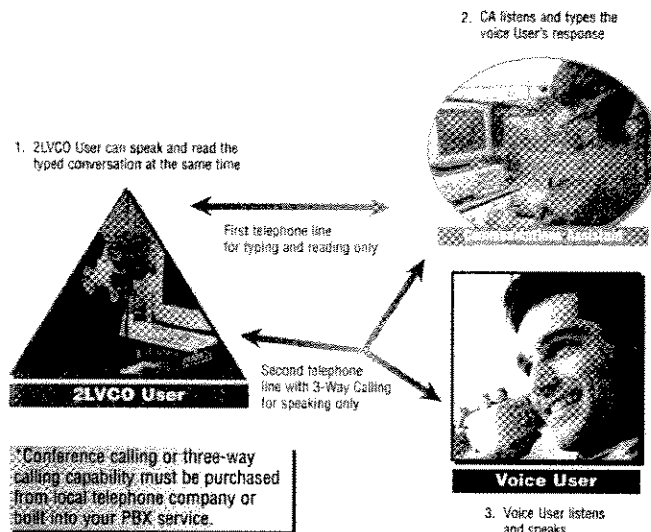 2. CA listens and types the
voice User's response
1. 2LVCO User can speak and read the
typed conversation at the same time
First telephone line
for typing and reading only
Second telephone
line with 3-Way Calling
for speaking only
2LVCO User
Voice User
*Conference calling or three-way
calling capability must be purchased
from local telephone company or
built into your PBX service.
3. Voice User listens
and speaks